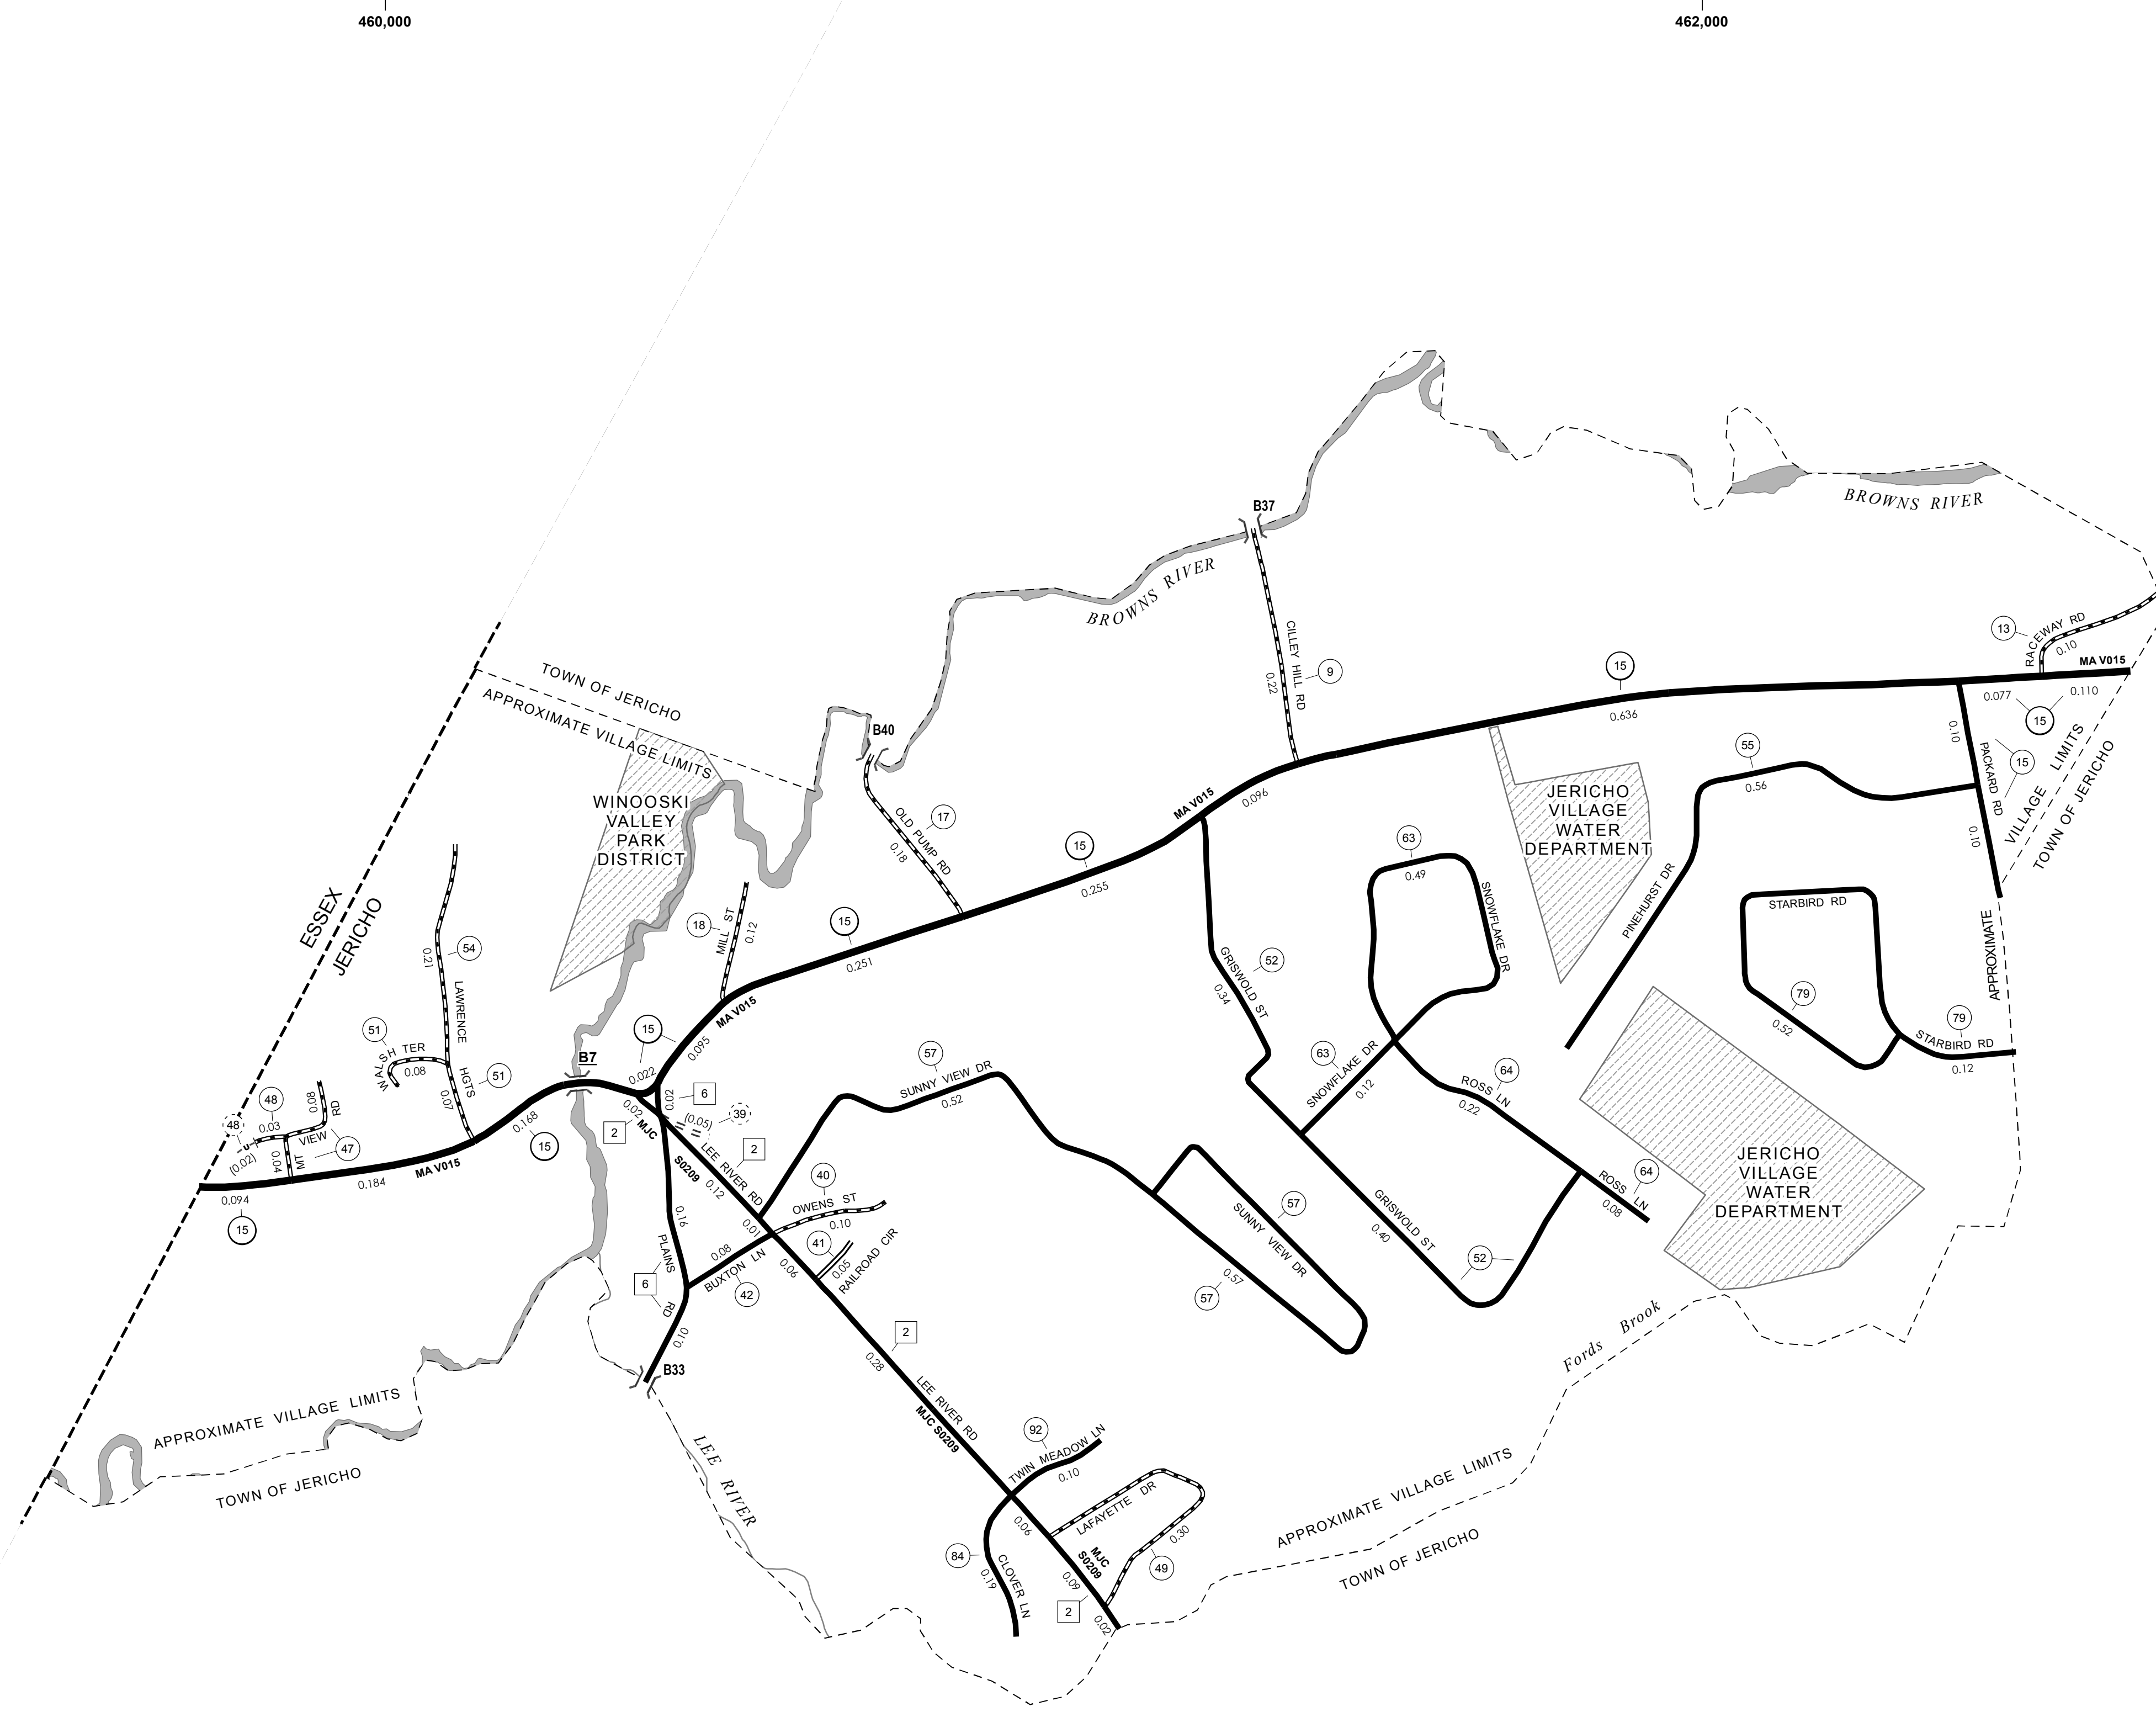 460,000
462,000
B37
BROWNS RIVER
BROWNS RIVER
13
RACEWAY RD
0.10
MA V015
CILLEY HILL RD
9
0.22
15
0.636
0.077
0.110
15
TOWN OF JERICHO
APPROXIMATE VILLAGE LIMITS
B40
WINOOSKI
VALLEY
PARK
DISTRICT
17
OLD PUMP RD
0.18
MA V015
0.096
JERICHO
VILLAGE
WATER
DEPARTMENT
55
0.56
0.10
PACKARD RD
15
0.10
VILLAGE LIMITS
TOWN OF JERICHO
APPROXIMATE
15
0.255
63
0.49
SNOWFLAKE DR
PINEHURST DR
STARBIRD RD
79
0.52
79
STARBIRD RD
0.12
ESSEX
JERICHO
54
0.21
LAWRENCE
HGTS
18
MILL ST
0.12
15
0.251
MA V015
GRISWOLD ST
52
0.34
51
WALSH TER
0.08
51
0.07
B7
15
0.022
0.095
57
SUNNY VIEW DR
0.52
63
SNOWFLAKE DR
0.12
64
ROSS LN
0.22
48
48
0.03
(0.02)
0.08
RD
VIEW
MT
0.04
47
0.168
15
0.02
6
0.02
2
MJC
(0.05)
39
LEE RIVER RD
2
S0209
0.12
0.094
15
0.184
MA V015
40
OWENS ST
0.10
0.01
0.16
PLAINS
RD
0.08
BUXTON LN
42
0.06
41
0.05
RAILROAD CIR
6
0.10
B33
57
SUNNY VIEW DR
0.57
57
GRISWOLD ST
0.40
52
ROSS LN
64
0.08
JERICHO
VILLAGE
WATER
DEPARTMENT
2
0.28
LEE RIVER RD
MJC S0209
Fords Brook
APPROXIMATE VILLAGE LIMITS
TOWN OF JERICHO
LEE RIVER
92
TWIN MEADOW LN
0.10
LAFAYETTE DR
0.06
0.30
49
MJC
S0209
0.09
84
CLOVER LN
0.19
2
0.02
APPROXIMATE VILLAGE LIMITS
TOWN OF JERICHO